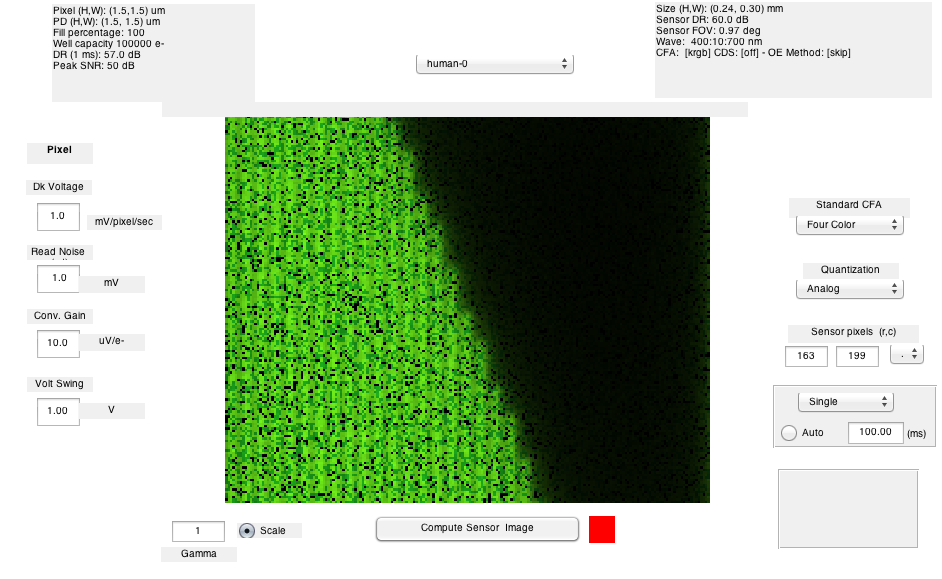 Pixel (H,W): (1.5,1.5) um
PD (H,W): (1.5, 1.5) um
Fill percentage: 100
Well capacity 100000 e-
DR (1 ms): 57.0 dB
Peak SNR: 50 dB
human-0
Size (H,W): (0.24, 0.30) mm
Sensor DR: 60.0 dB
Sensor FOV: 0.97 deg
Wave: 400:10:700 nm
CFA: [krgb] CDS: [off] - OE Method: [skip]
Pixel
Dk Voltage
1.0 mV/pixel/sec
Read Noise
1.0 mV
Conv. Gain
10.0 uV/e-
Volt Swing
1.00 V
Standard CFA
Four Color
Quantization
Analog
Sensor pixels (r,c)
163 199 .
Single
Auto 100.00 (ms)
1 Scale
Gamma
Compute Sensor Image